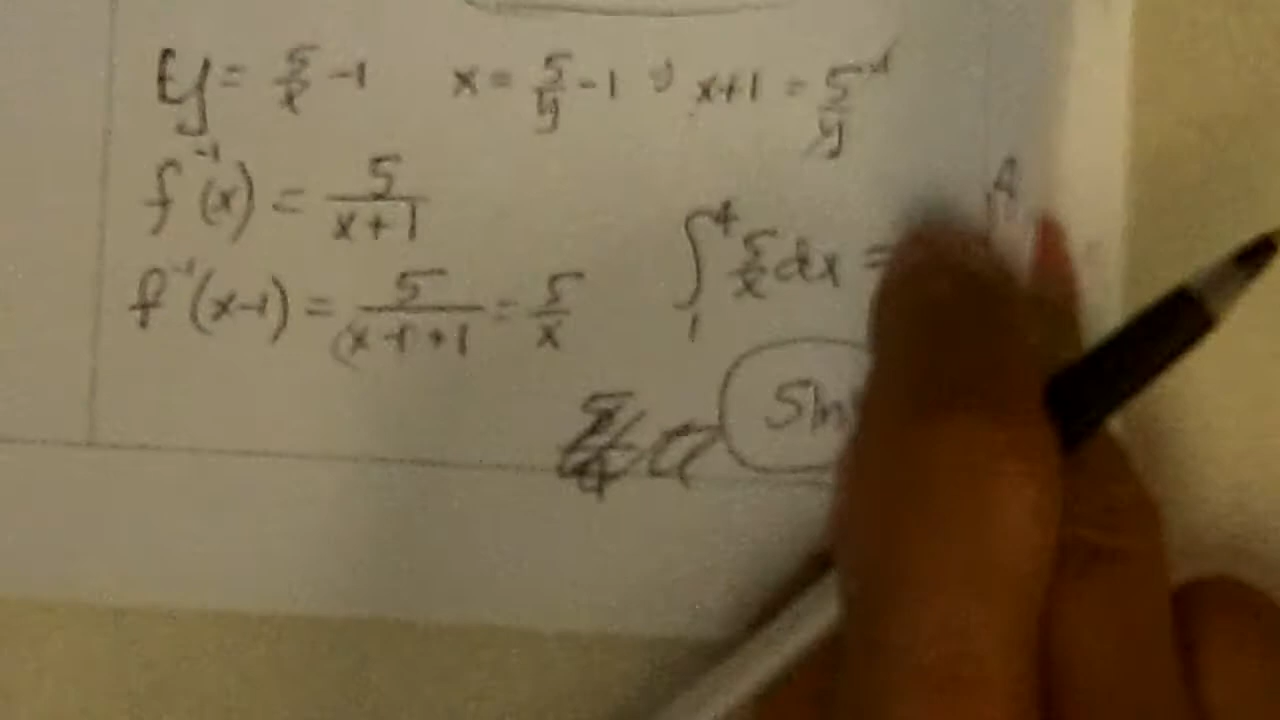 y = 5/x - 1 x = 5/y - 1 ⇒ x+1 = 5/y
f⁻¹(x) = 5/(x+1)
f⁻¹(x-1) = 5/(x-1+1 = 5/x ∫₁⁴ 5/x dx =